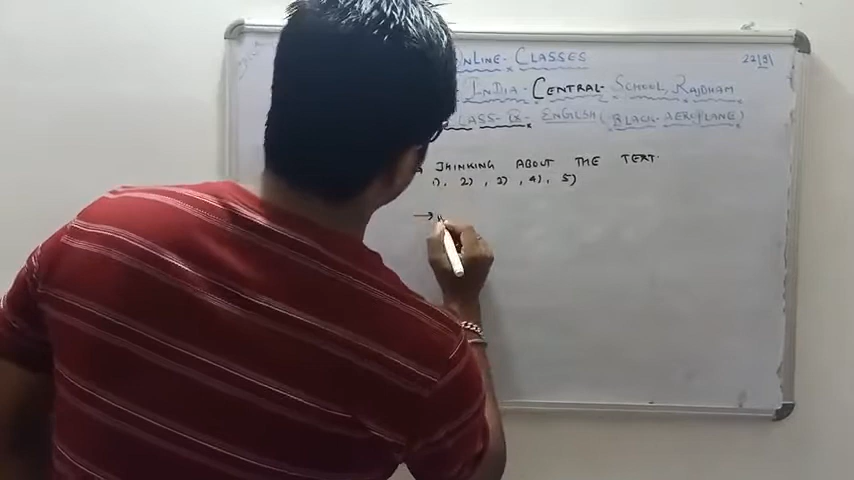 ONLINE - CLASSES 22/9/
INDIA - CENTRAL - SCHOOL, RAJDHAM
CLASS - IX - ENGLISH (BLACK - AEROPLANE)
THINKING ABOUT THE TEXT.
1), 2), 3), 4), 5)
→